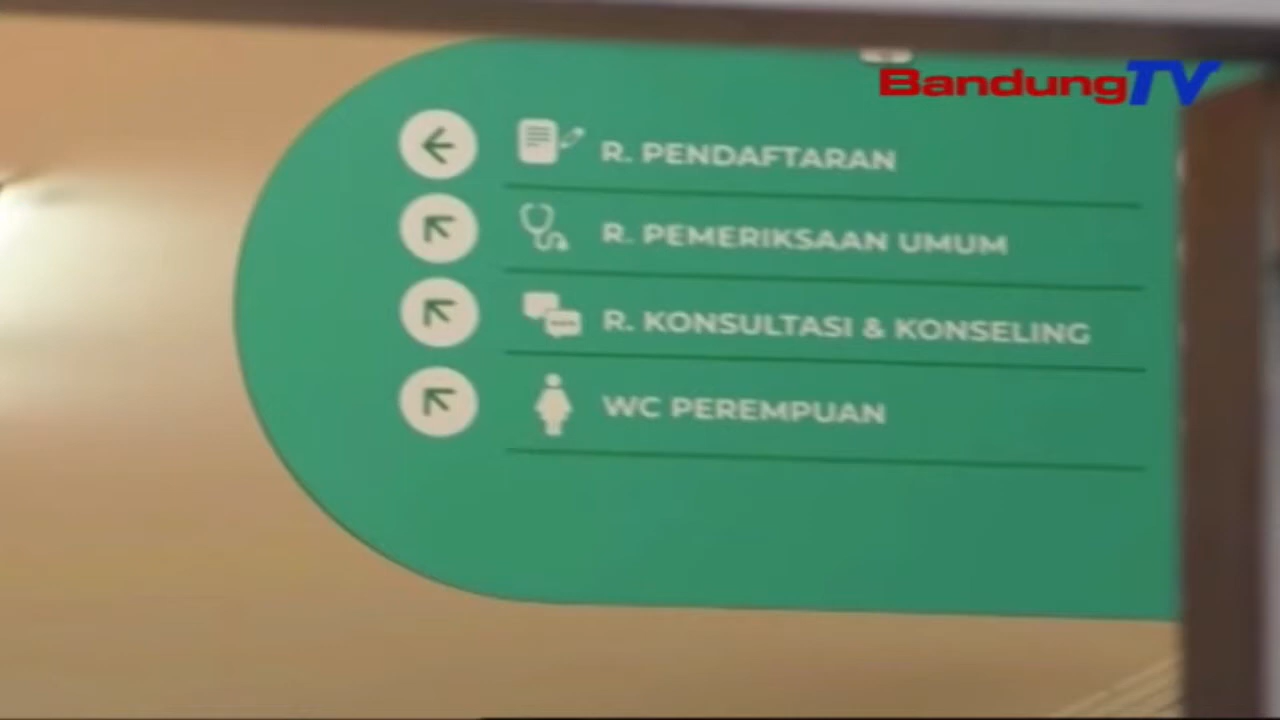 BandungTV
R. PENDAFTARAN
R. PEMERIKSAAN UMUM
R. KONSULTASI & KONSELING
WC PEREMPUAN